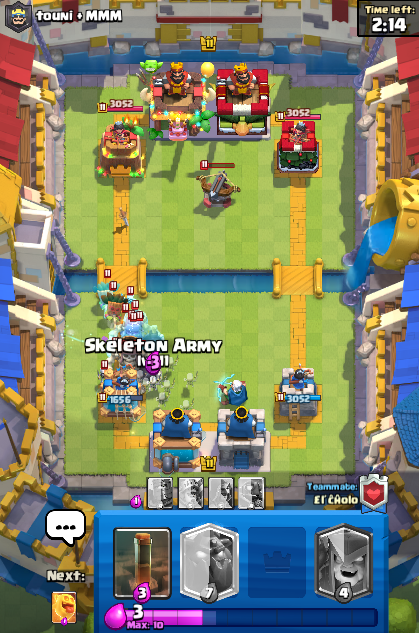 touni + MMM
Time left:
2:14
3052
3052
Skeleton Army
3
1656
3052
Teammate:
El Cholo
...
3
7
4
Next:
3
Max: 10